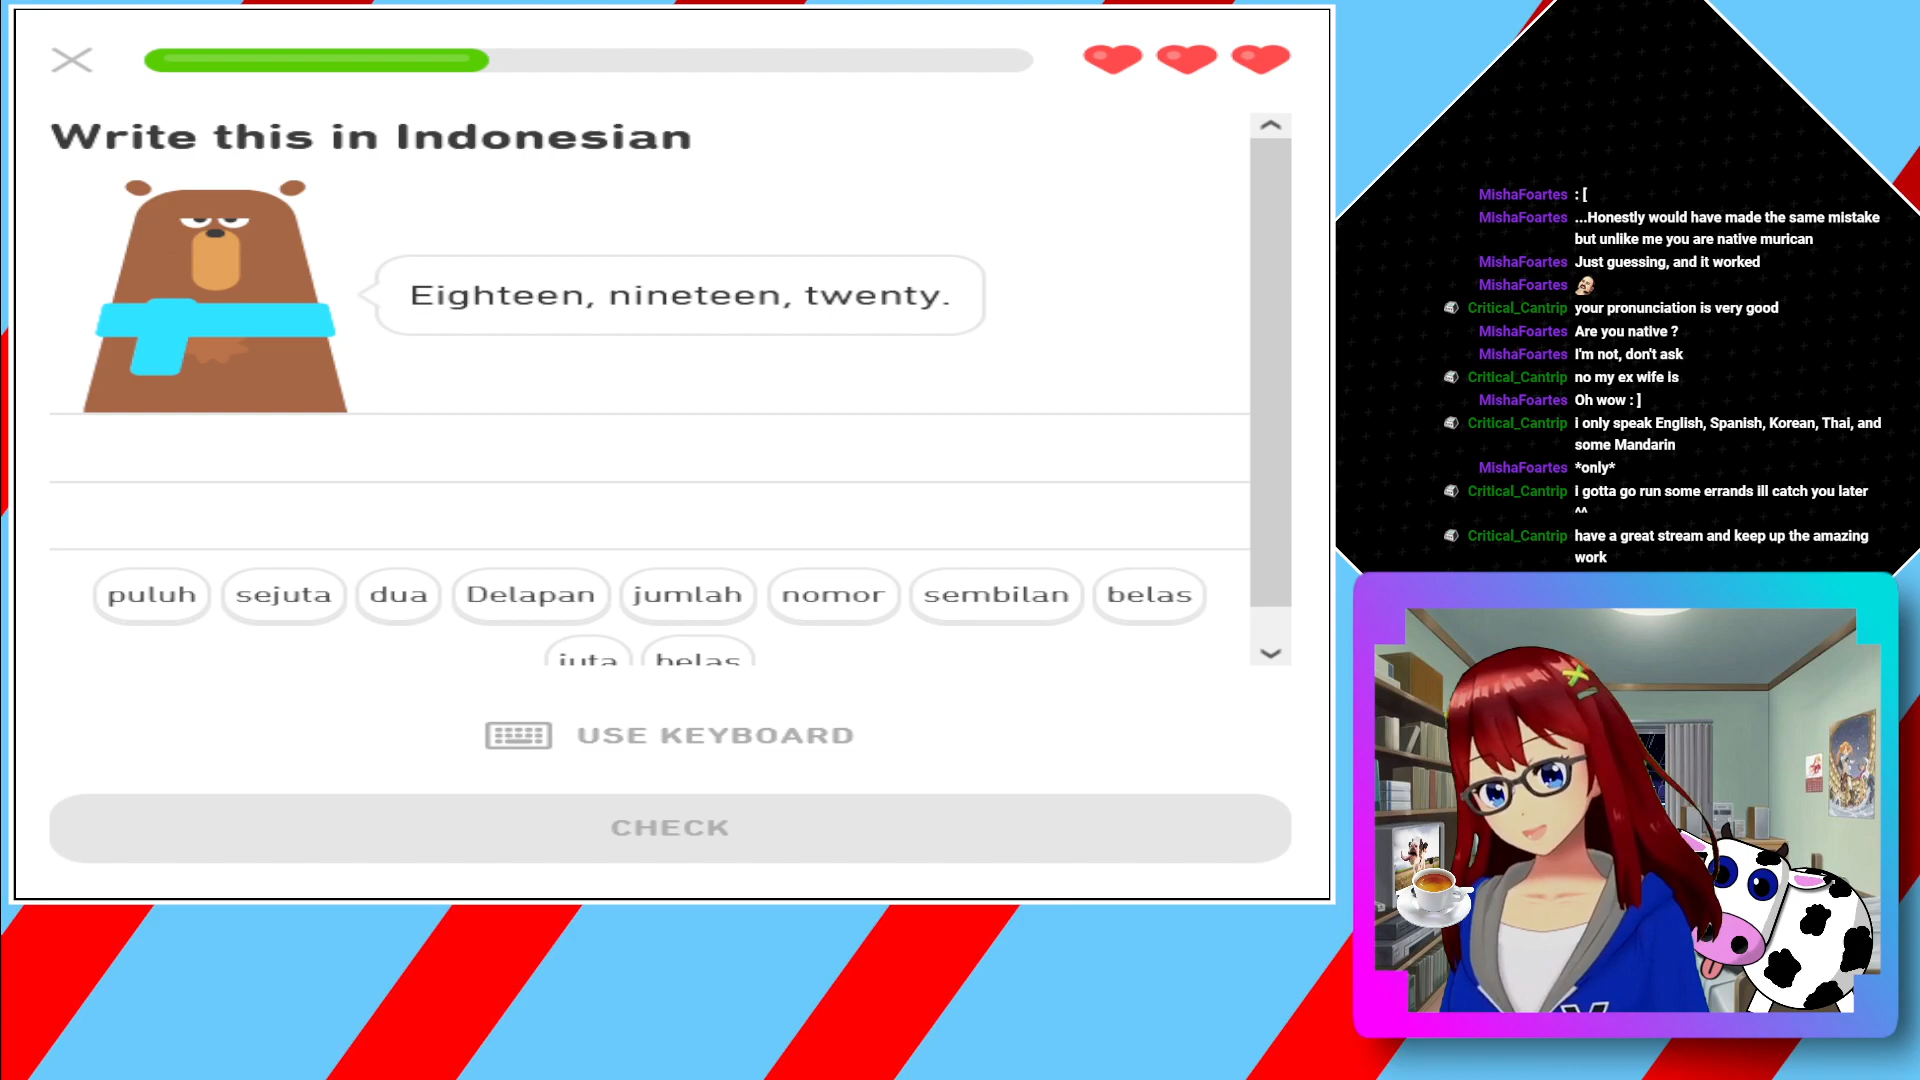 Write this in Indonesian
Eighteen, nineteen, twenty.
puluh sejuta dua Delapan jumlah nomor sembilan belas
juta belas
USE KEYBOARD
CHECK
MishaFoartes : [
MishaFoartes ...Honestly would have made the same mistake
but unlike me you are native murican
MishaFoartes Just guessing, and it worked
MishaFoartes
Critical_Cantrip your pronunciation is very good
MishaFoartes Are you native ?
MishaFoartes I'm not, don't ask
Critical_Cantrip no my ex wife is
MishaFoartes Oh wow : ]
Critical_Cantrip i only speak English, Spanish, Korean, Thai, and
some Mandarin
MishaFoartes *only*
Critical_Cantrip i gotta go run some errands ill catch you later
^^
Critical_Cantrip have a great stream and keep up the amazing
work